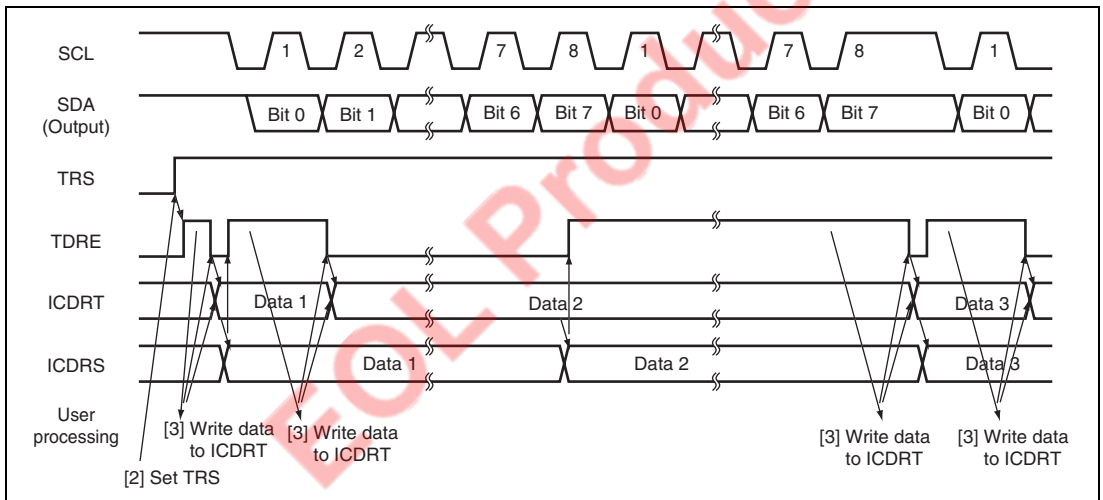 SCL 1 2 7 8 1 7 8 1
SDA
(Output)
Bit 0 Bit 1 Bit 6 Bit 7 Bit 0 Bit 6 Bit 7 Bit 0
TRS
TDRE
ICDRT Data 1 Data 2 Data 3
ICDRS Data 1 Data 2 Data 3
User
processing
[3] Write data
to ICDRT
[3] Write data
to ICDRT
[3] Write data
to ICDRT
[3] Write data
to ICDRT
[2] Set TRS
EOL Produc